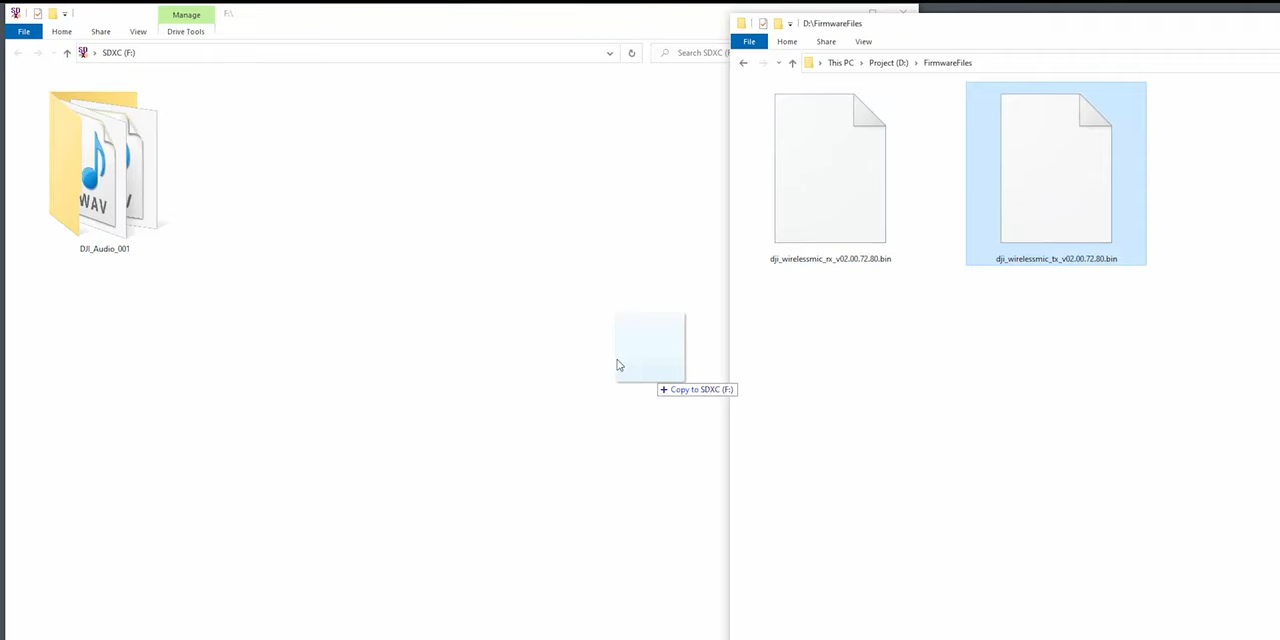 Manage
F:\
File
Home
Share
View
Drive Tools
SDXC (F:)
Search SDXC (F
WAV
DJI_Audio_001
Copy to SDXC (F:)
D:\FirmwareFiles
File
Home
Share
View
This PC
Project (D:)
FirmwareFiles
dji_wirelessmic_rx_v02.00.72.80.bin
dji_wirelessmic_tx_v02.00.72.80.bin